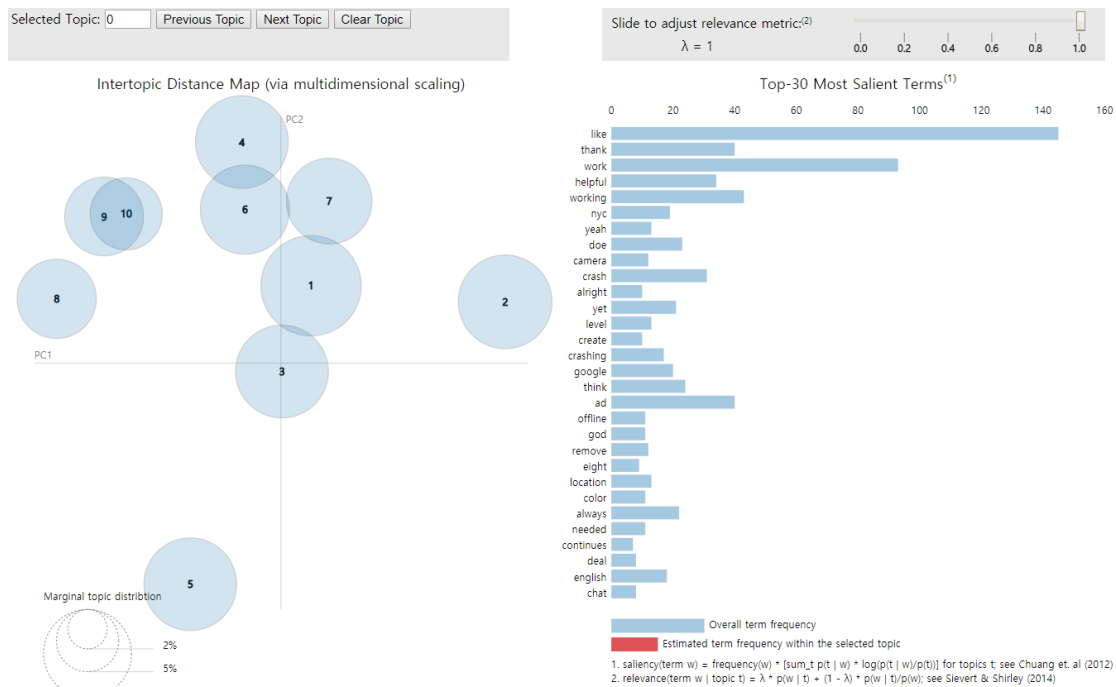 Selected Topic: 0 Previous Topic Next Topic Clear Topic
Slide to adjust relevance metric:(2)
λ = 1
0.0 0.2 0.4 0.6 0.8 1.0
Intertopic Distance Map (via multidimensional scaling)
PC2
PC1
4
6
7
9
10
1
8
2
3
5
Marginal topic distribtion
2%
5%
Top-30 Most Salient Terms(1)
0 20 40 60 80 100 120 140 160
like
thank
work
helpful
working
nyc
yeah
doe
camera
crash
alright
yet
level
create
crashing
google
think
ad
offline
god
remove
eight
location
color
always
needed
continues
deal
english
chat
Overall term frequency
Estimated term frequency within the selected topic
1. saliency(term w) = frequency(w) * [sum_t p(t | w) * log(p(t | w)/p(t))] for topics t; see Chuang et. al (2012)
2. relevance(term w | topic t) = λ * p(w | t) + (1 - λ) * p(w | t)/p(w); see Sievert & Shirley (2014)